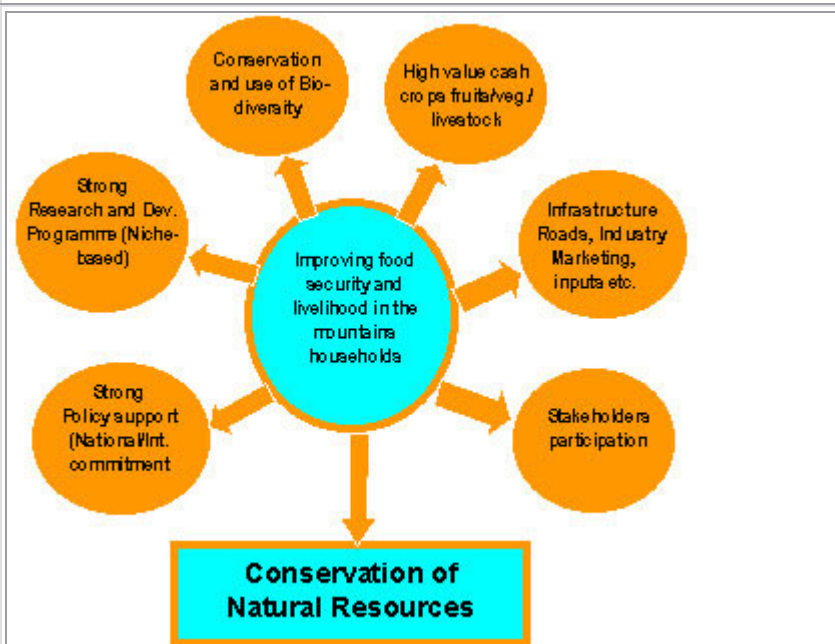 Conservation
and use of Bio-
diversity
High value cash
crops fruits/veg./
livestock
Strong
Research and Dev.
Programme (Niche-
based)
Infrastructure
Roads, Industry
Marketing,
inputs etc.
Improving food
security and
livelihood in the
mountains
households
Strong
Policy support
(National/Int.
commitment
Stakeholders
participation
Conservation of
Natural Resources